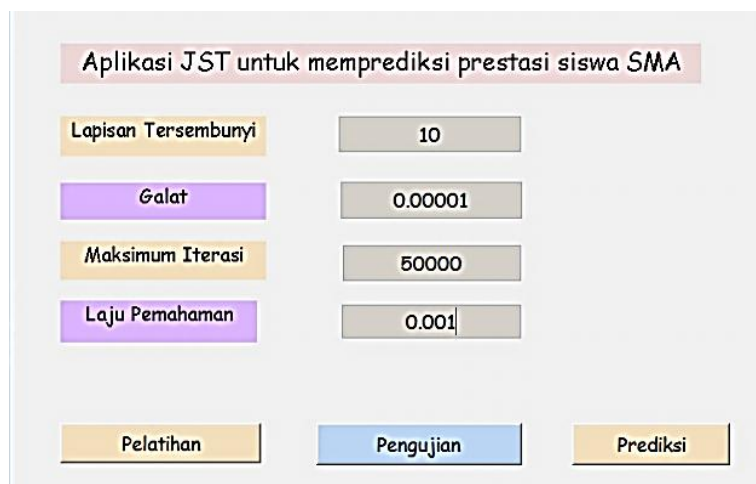 Aplikasi JST untuk memprediksi prestasi siswa SMA
Lapisan Tersembunyi 10
Galat 0.00001
Maksimum Iterasi 50000
Laju Pemahaman 0.001
Pelatihan Pengujian Prediksi